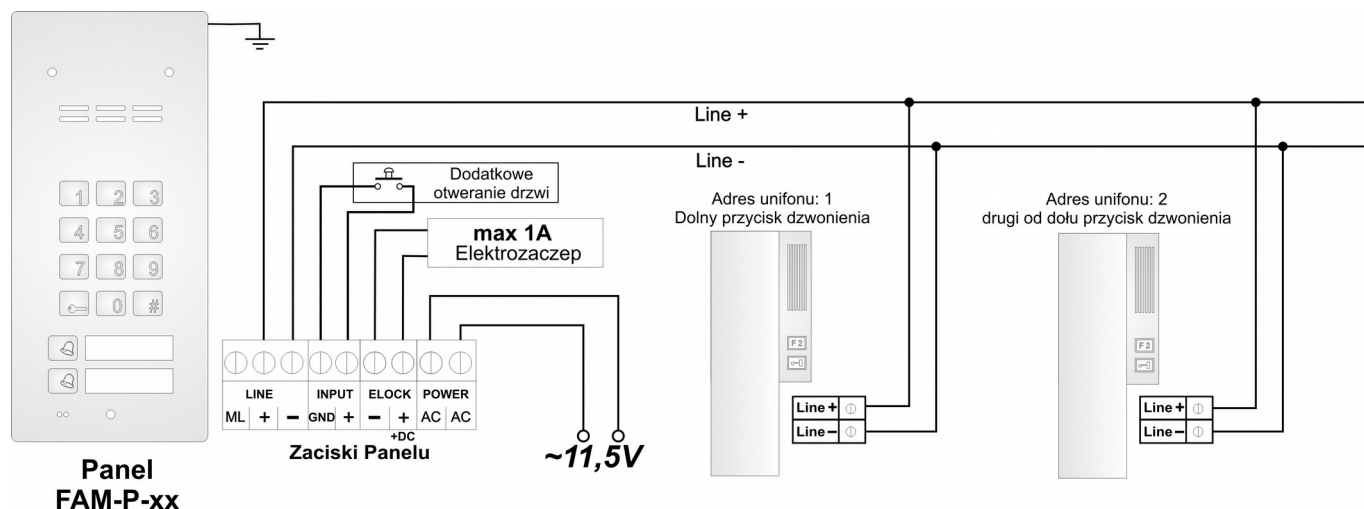 Line +
Line -
Dodatkowe
otweranie drzwi
max 1A
Elektrozaczep
Adres unifonu: 1
Dolny przycisk dzwonienia
Adres unifonu: 2
drugi od dołu przycisk dzwonienia
1 2 3
4 5 6
7 8 9
0 #
F2
F2
LINE INPUT ELOCK POWER
ML + − GND + − + AC AC
+DC
Zaciski Panelu
~11,5V
Line +
Line −
Line +
Line −
Panel
FAM-P-xx